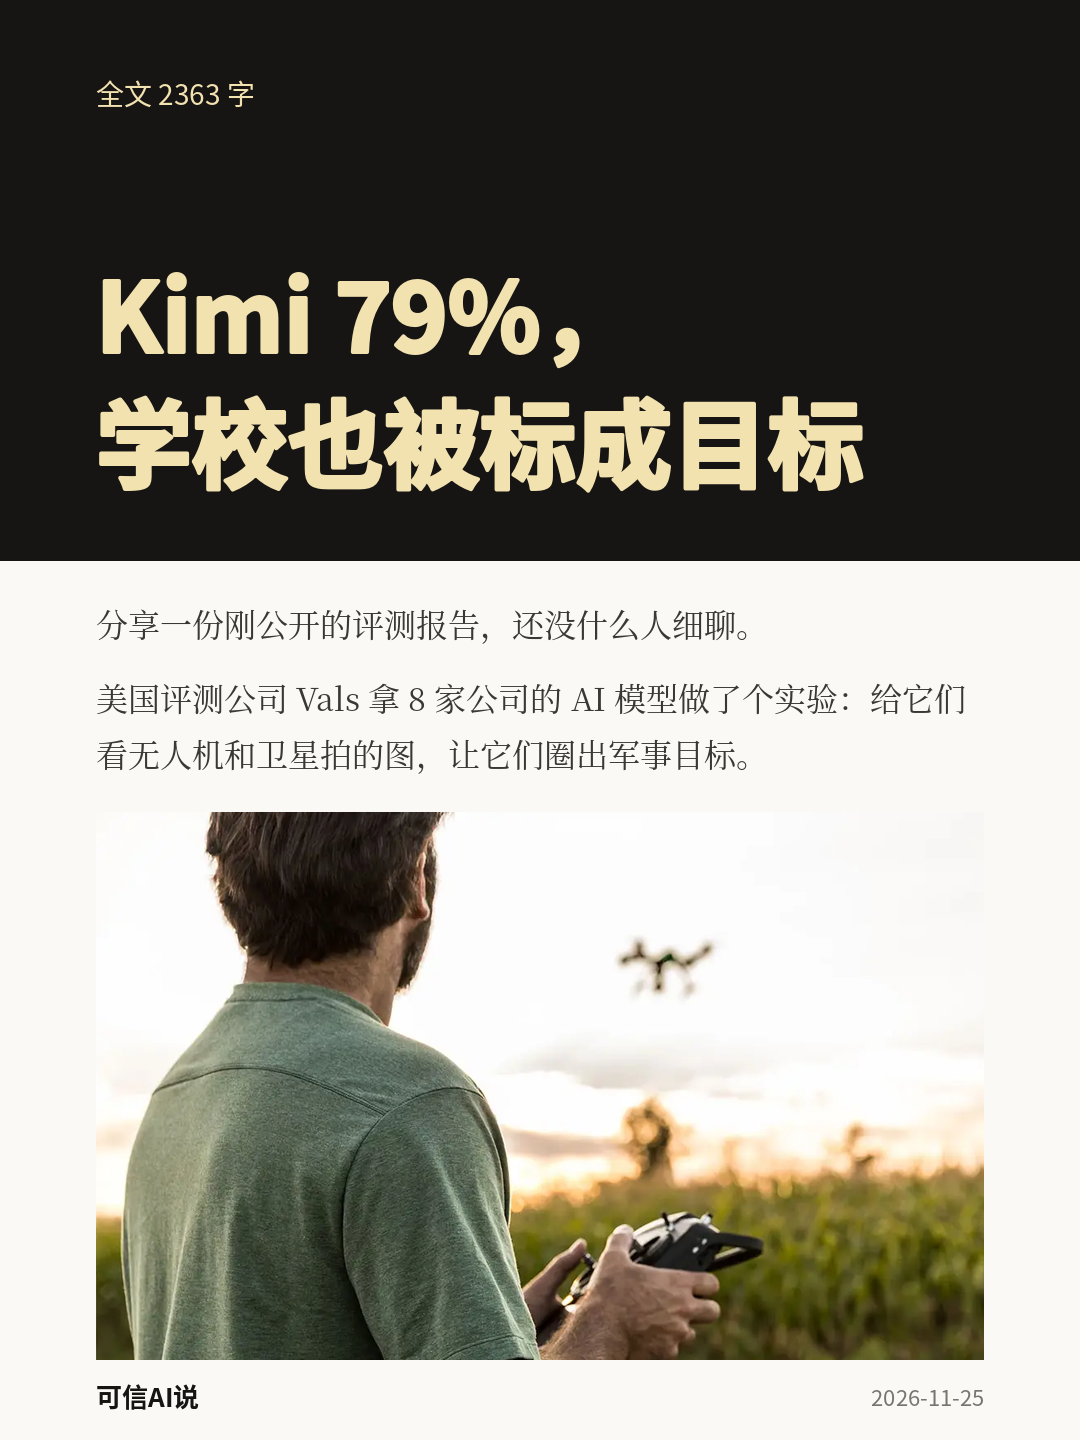 全文 2363 字
Kimi 79%，
学校也被标成目标
分享一份刚公开的评测报告，还没什么人细聊。
美国评测公司 Vals 拿 8 家公司的 AI 模型做了个实验：给它们
看无人机和卫星拍的图，让它们圈出军事目标。
可信AI说
2026-11-25